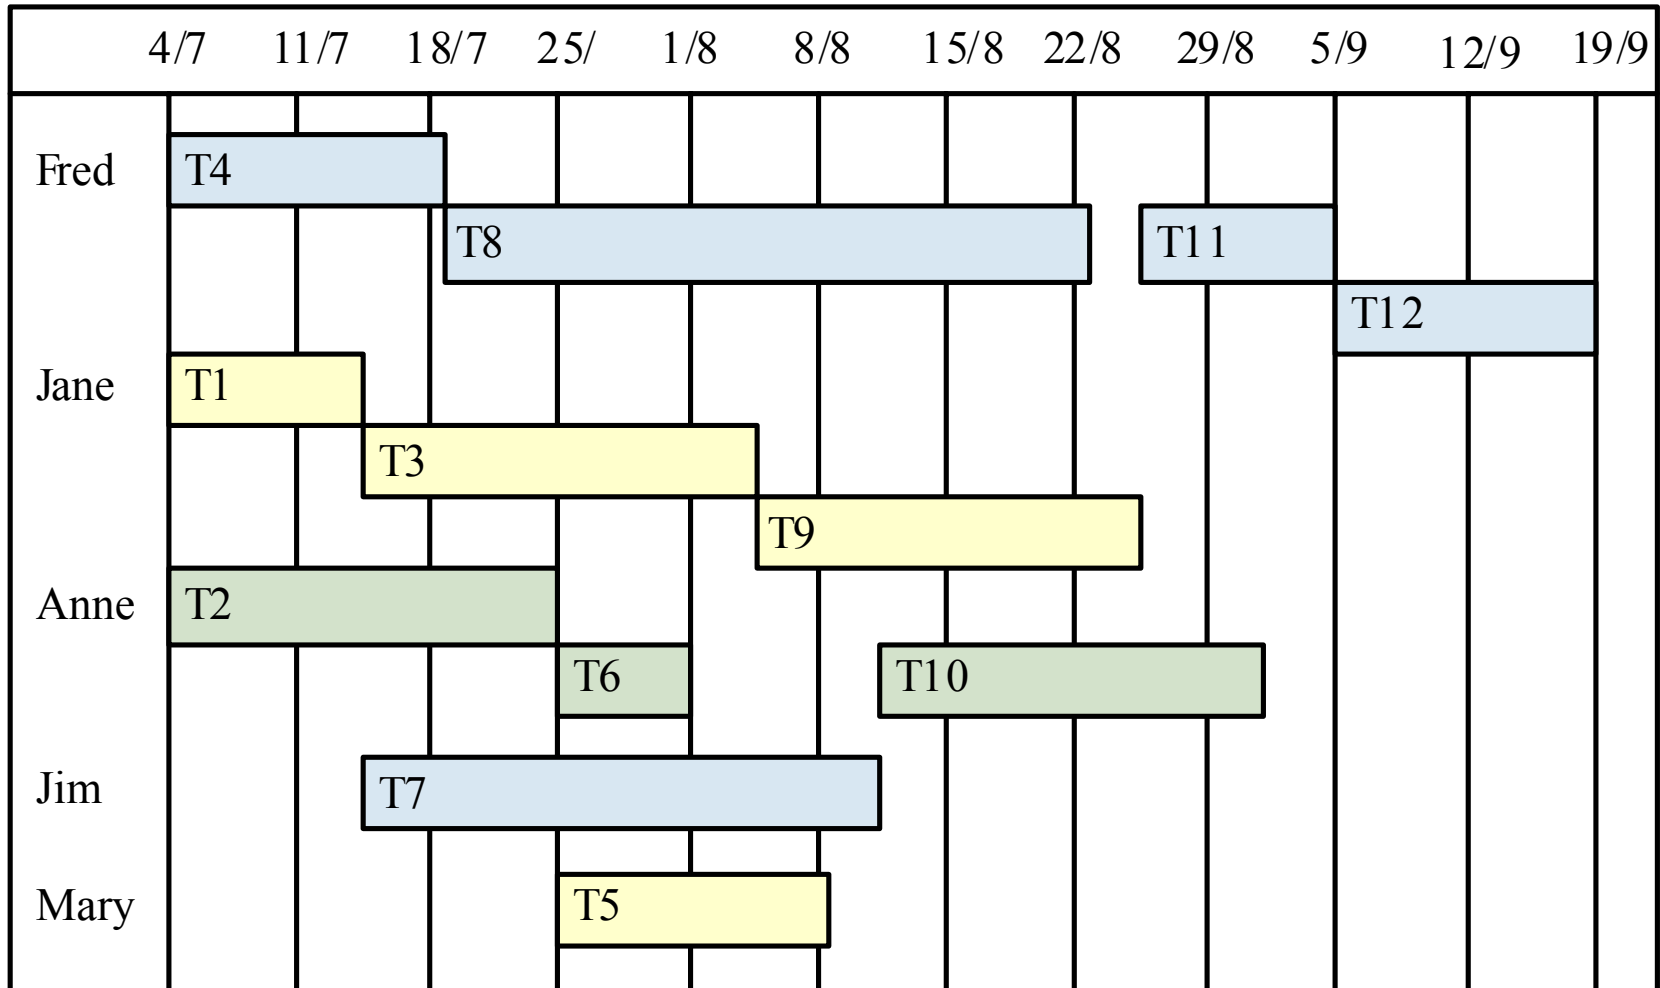 4/7 11/7 18/7 25/ 1/8 8/8 15/8 22/8 29/8 5/9 12/9 19/9
Fred T4
T8 T11
T12
Jane T1
T3
T9
Anne T2
T6 T10
Jim T7
Mary T5